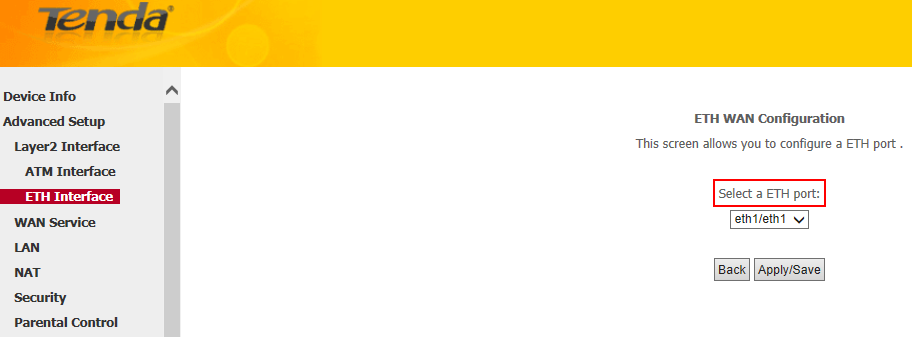 Tenda®
Device Info
Advanced Setup
Layer2 Interface
ATM Interface
ETH Interface
WAN Service
LAN
NAT
Security
Parental Control
ETH WAN Configuration
This screen allows you to configure a ETH port .
Select a ETH port:
eth1/eth1
Back Apply/Save